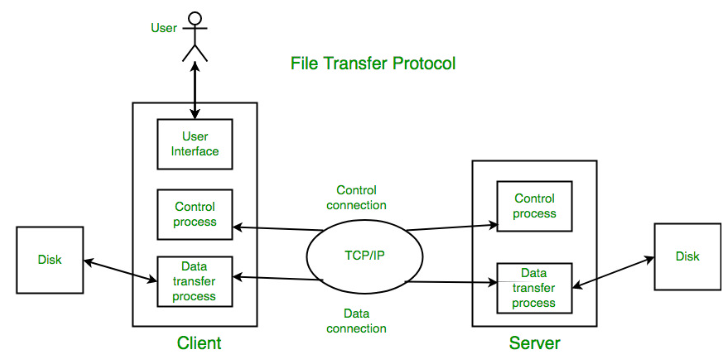 User
File Transfer Protocol
User
Interface
Control
process
Data
transfer
process
Disk
Client
Control
connection
TCP/IP
Data
connection
Control
process
Data
transfer
process
Disk
Server